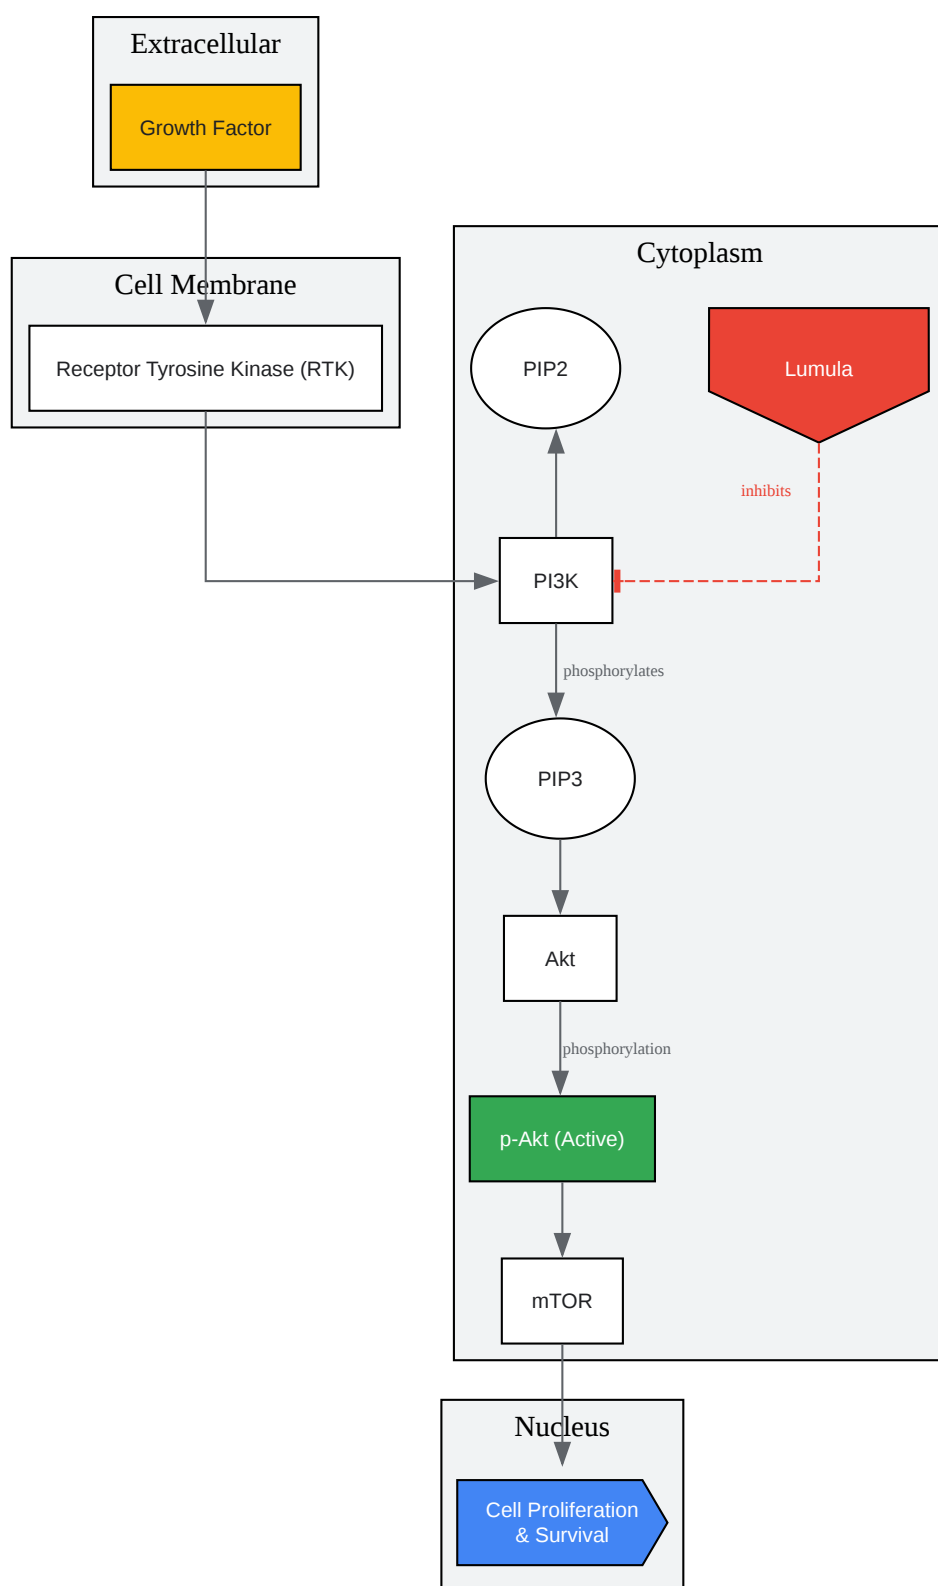 Extracellular
Growth Factor
Cell Membrane
Receptor Tyrosine Kinase (RTK)
Cytoplasm
PIP2
Lumula
inhibits
PI3K
phosphorylates
PIP3
Akt
phosphorylation
p-Akt (Active)
mTOR
Nucleus
Cell Proliferation
& Survival